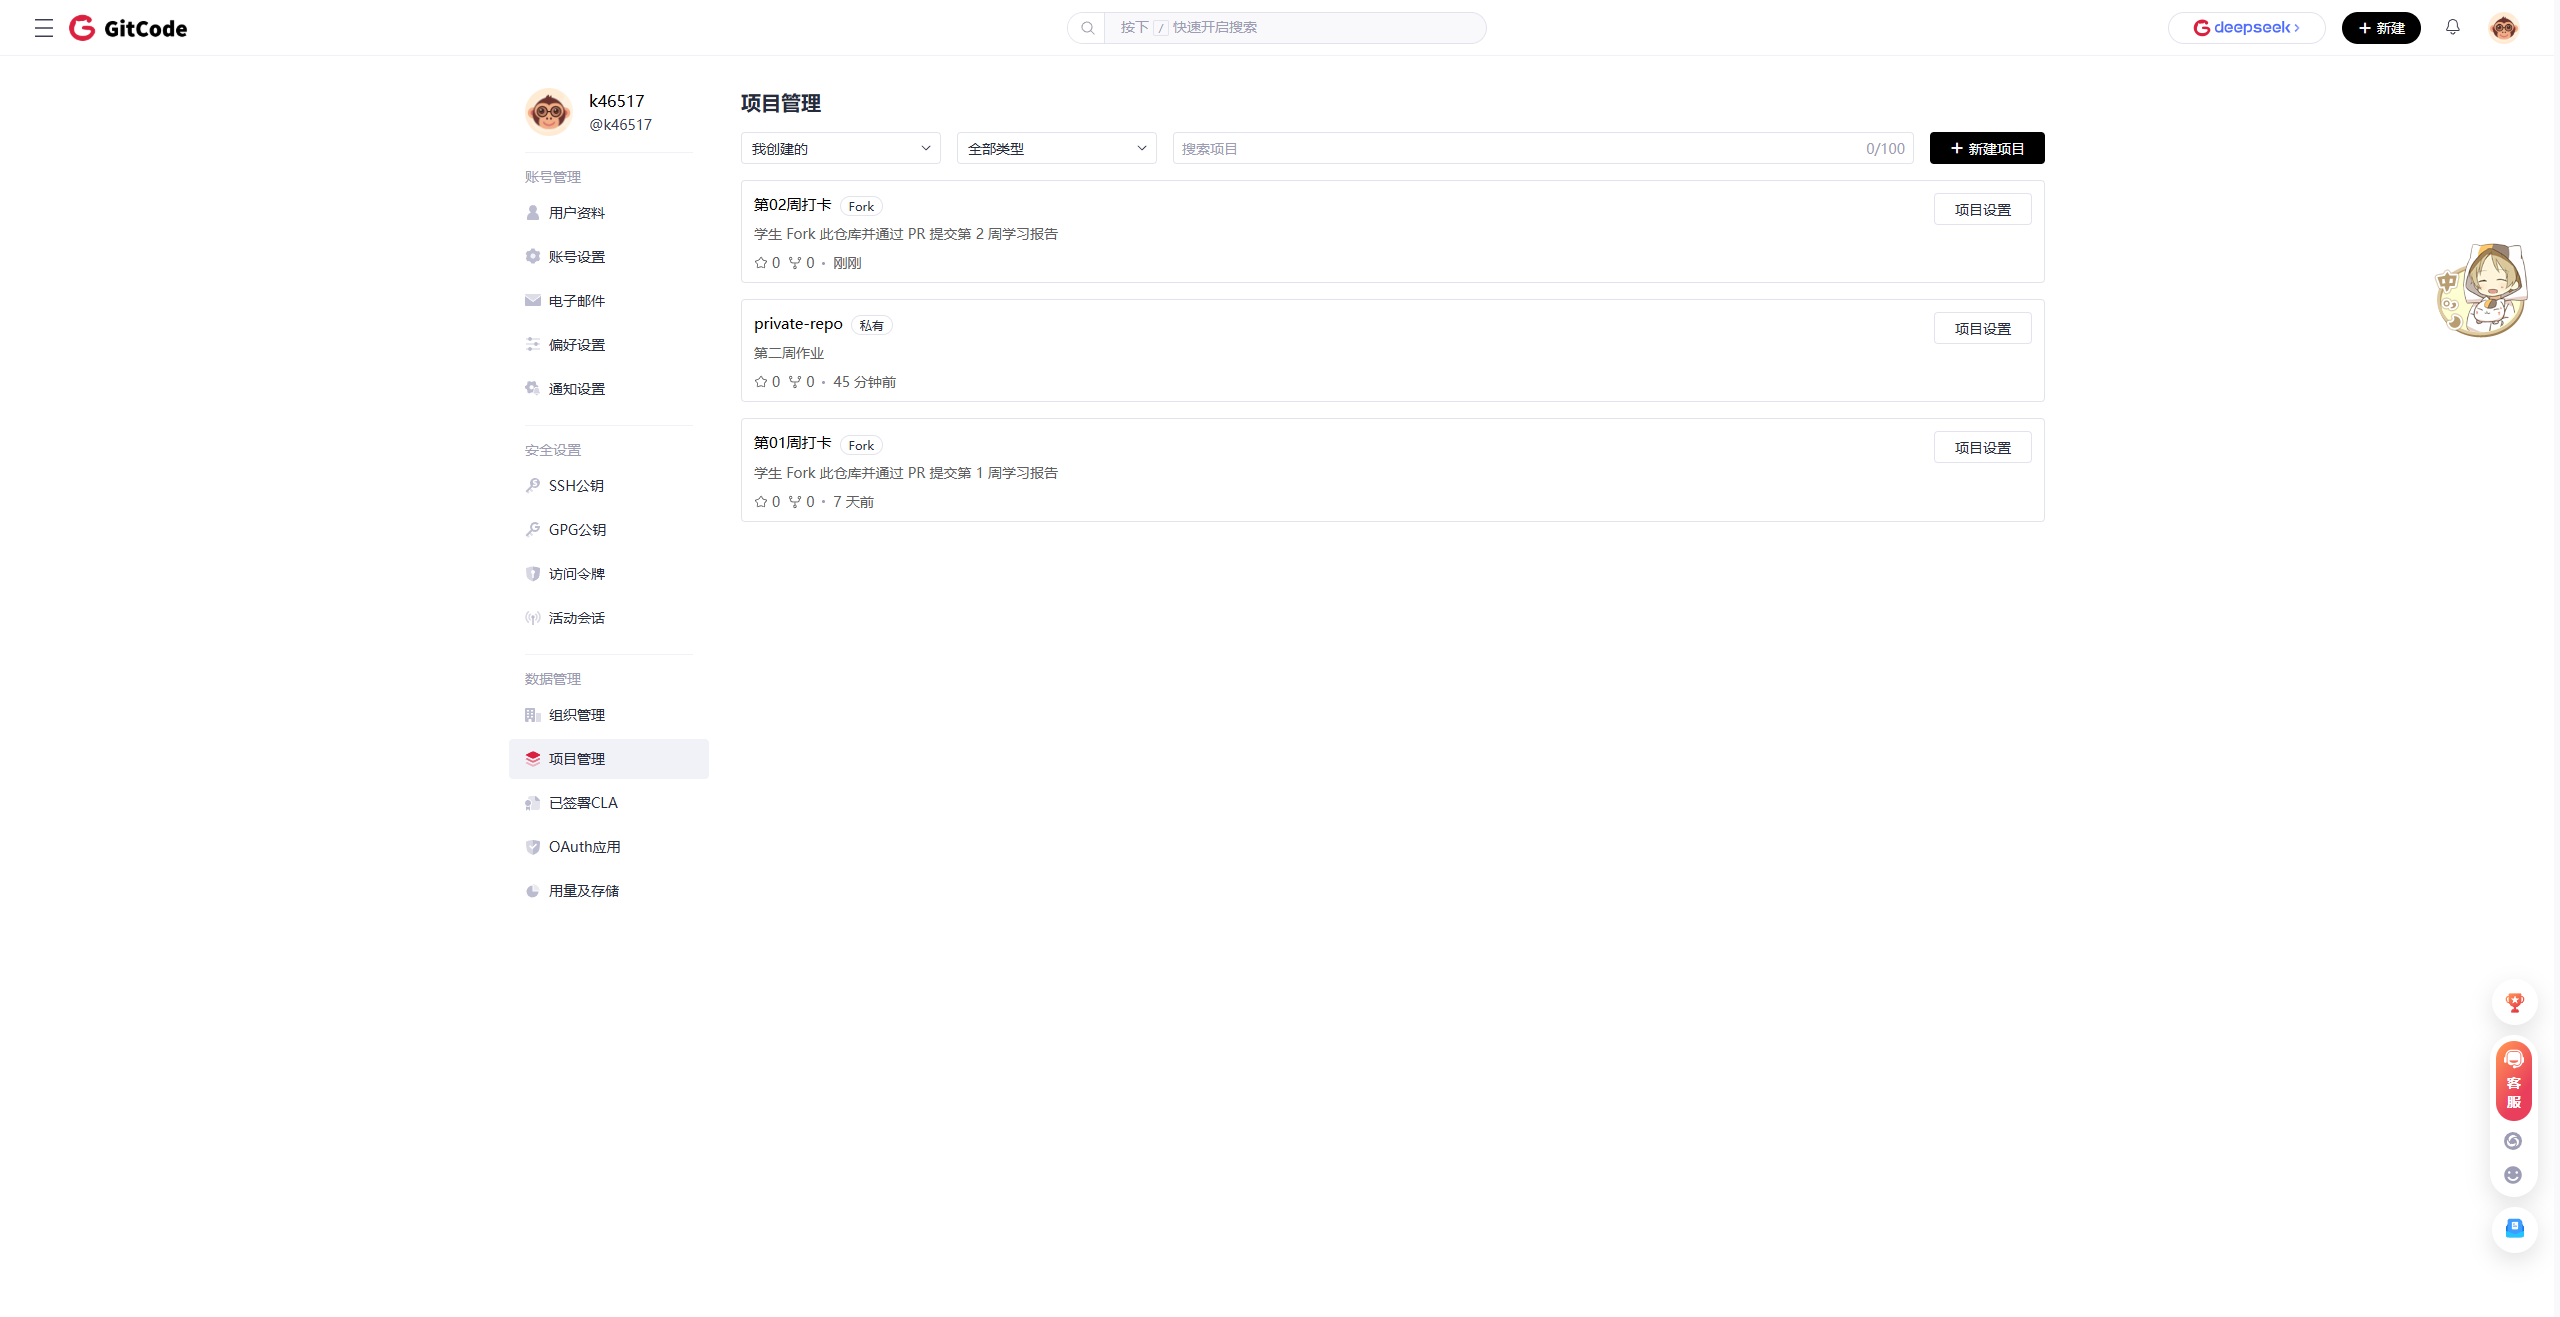 GitCode
按下 / 快速开启搜索
deepseek
新建
k46517
@k46517
账号管理
用户资料
账号设置
电子邮件
偏好设置
通知设置
安全设置
SSH公钥
GPG公钥
访问令牌
活动会话
数据管理
组织管理
项目管理
已签署CLA
OAuth应用
用量及存储
项目管理
我创建的
全部类型
搜索项目
0/100
新建项目
第02周打卡 Fork
项目设置
学生 Fork 此仓库并通过 PR 提交第 2 周学习报告
0 0 • 刚刚
private-repo 私有
项目设置
第二周作业
0 0 • 45 分钟前
第01周打卡 Fork
项目设置
学生 Fork 此仓库并通过 PR 提交第 1 周学习报告
0 0 • 7 天前
中
客
服